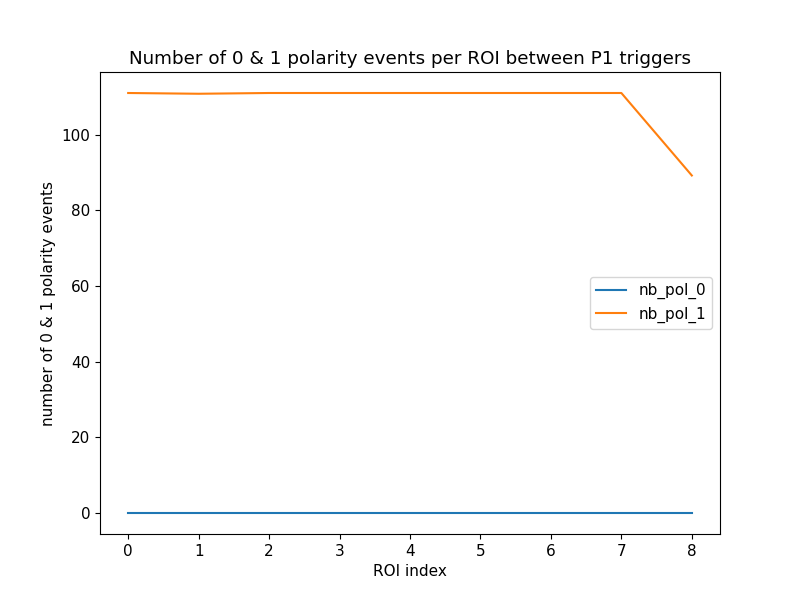 Number of 0 & 1 polarity events per ROI between P1 triggers
number of 0 & 1 polarity events
100
80
60
40
20
0
nb_pol_0
nb_pol_1
0 1 2 3 4 5 6 7 8
ROI index